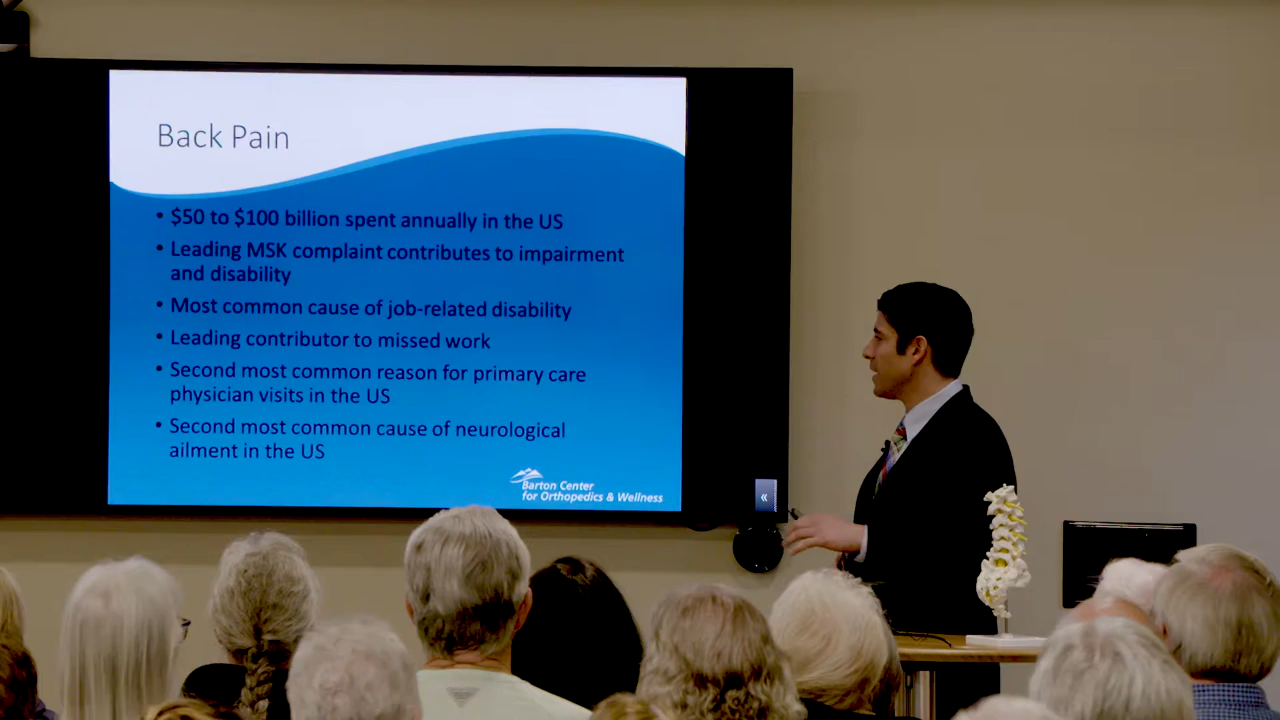 Back Pain
• $50 to $100 billion spent annually in the US
• Leading MSK complaint contributes to impairment
and disability
• Most common cause of job-related disability
• Leading contributor to missed work
• Second most common reason for primary care
physician visits in the US
• Second most common cause of neurological
ailment in the US
Barton Center
for Orthopedics & Wellness
«